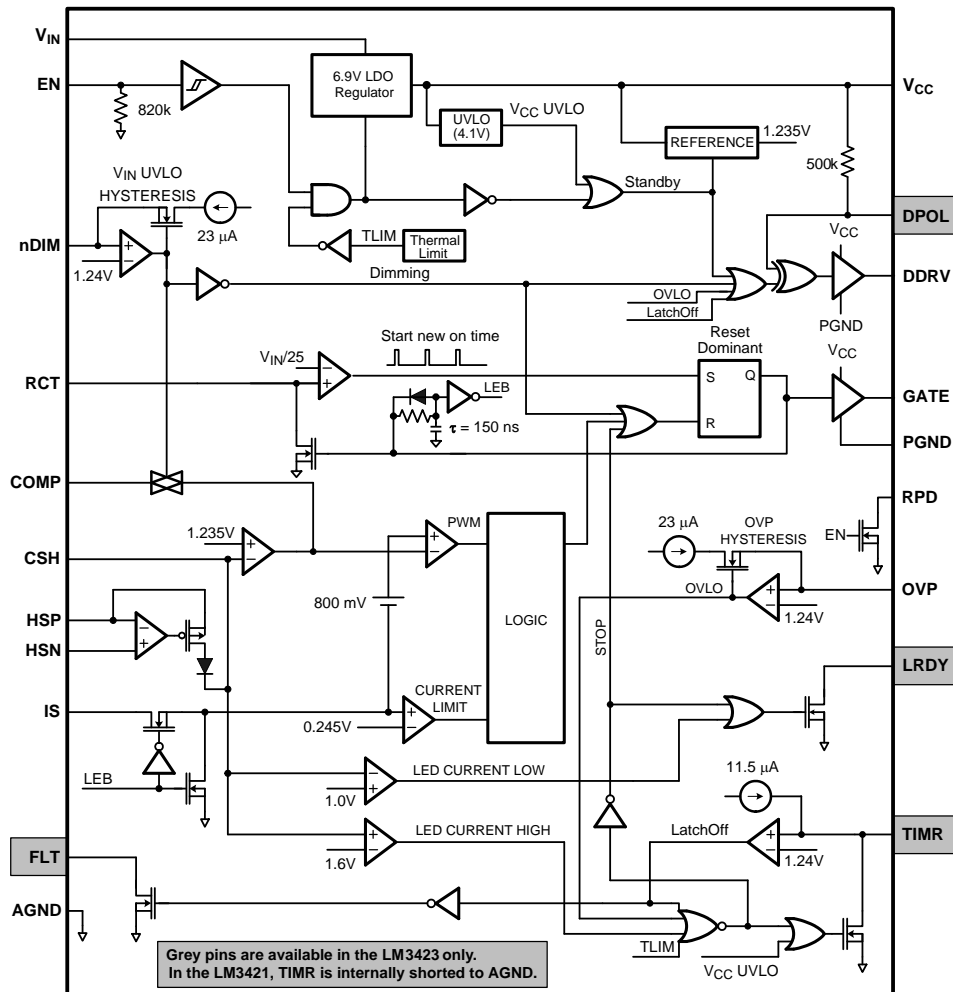 VIN
EN
820k
6.9V LDO
Regulator
UVLO
(4.1V)
VCC UVLO
REFERENCE
1.235V
500k
VCC
VIN UVLO
HYSTERESIS
23 μA
Standby
DPOL
nDIM
1.24V
TLIM
Thermal
Limit
Dimming
OVLO
LatchOff
VCC
DDRV
PGND
Start new on time
VIN/25
LEB
τ = 150 ns
Reset
Dominant
S
Q
R
VCC
RCT
GATE
PGND
COMP
RPD
EN
1.235V
PWM
CSH
23 μA
OVP
HYSTERESIS
OVLO
1.24V
OVP
800 mV
LOGIC
STOP
HSP
HSN
LRDY
IS
CURRENT
LIMIT
0.245V
LEB
LED CURRENT LOW
1.0V
11.5 μA
LED CURRENT HIGH
1.6V
LatchOff
1.24V
TIMR
FLT
AGND
TLIM
VCC UVLO
Grey pins are available in the LM3423 only.
In the LM3421, TIMR is internally shorted to AGND.